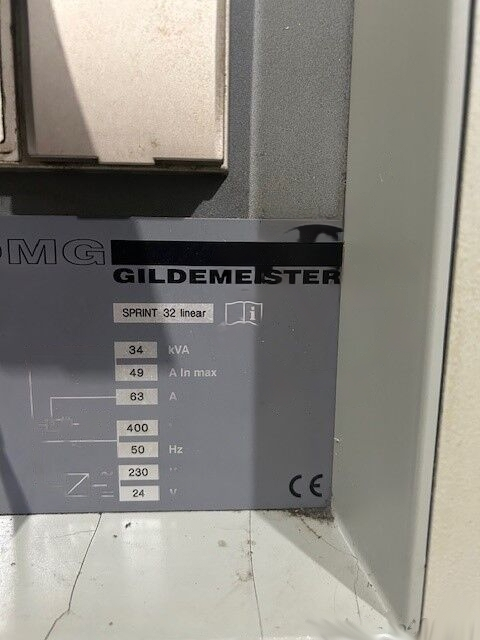 DMG
GILDEMEISTER
SPRINT 32 linear
34 kVA
49 A In max
63 A
400
50 Hz
230 V
24 V
CE